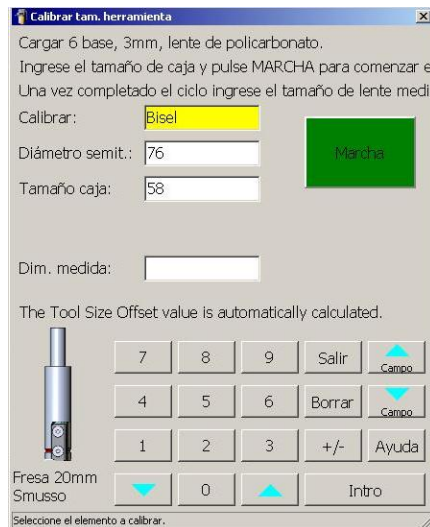 Calibrar tam. herramienta
Cargar 6 base, 3mm, lente de policarbonato.
Ingrese el tamaño de caja y pulse MARCHA para comenzar e
Una vez completado el ciclo ingrese el tamaño de lente medi
Calibrar: Bisel
Diámetro semit.: 76
Marcha
Tamaño caja: 58
Dim. medida:
The Tool Size Offset value is automatically calculated.
7 8 9 Salir Campo
4 5 6 Borrar Campo
1 2 3 +/- Ayuda
Fresa 20mm
Smusso
0 Intro
Seleccione el elemento a calibrar.